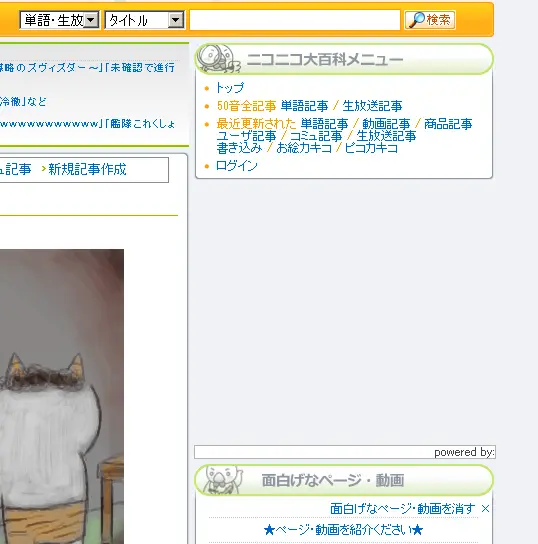 単語・生放
タイトル
検索
謀略のズヴィズダー～」「未確認で進行
冷徹」など
wwwwwwwwwww」「艦隊これくしょ
記事 新規記事作成
ニコニコ大百科メニュー
トップ
50音全記事 単語記事 / 生放送記事
最近更新された 単語記事 / 動画記事 / 商品記事
ユーザ記事 / コミュ記事 / 生放送記事
書き込み / お絵カキコ / ピコカキコ
ログイン
powered by:
面白げなページ・動画
面白げなページ・動画を消す ×
★ページ・動画を紹介ください★